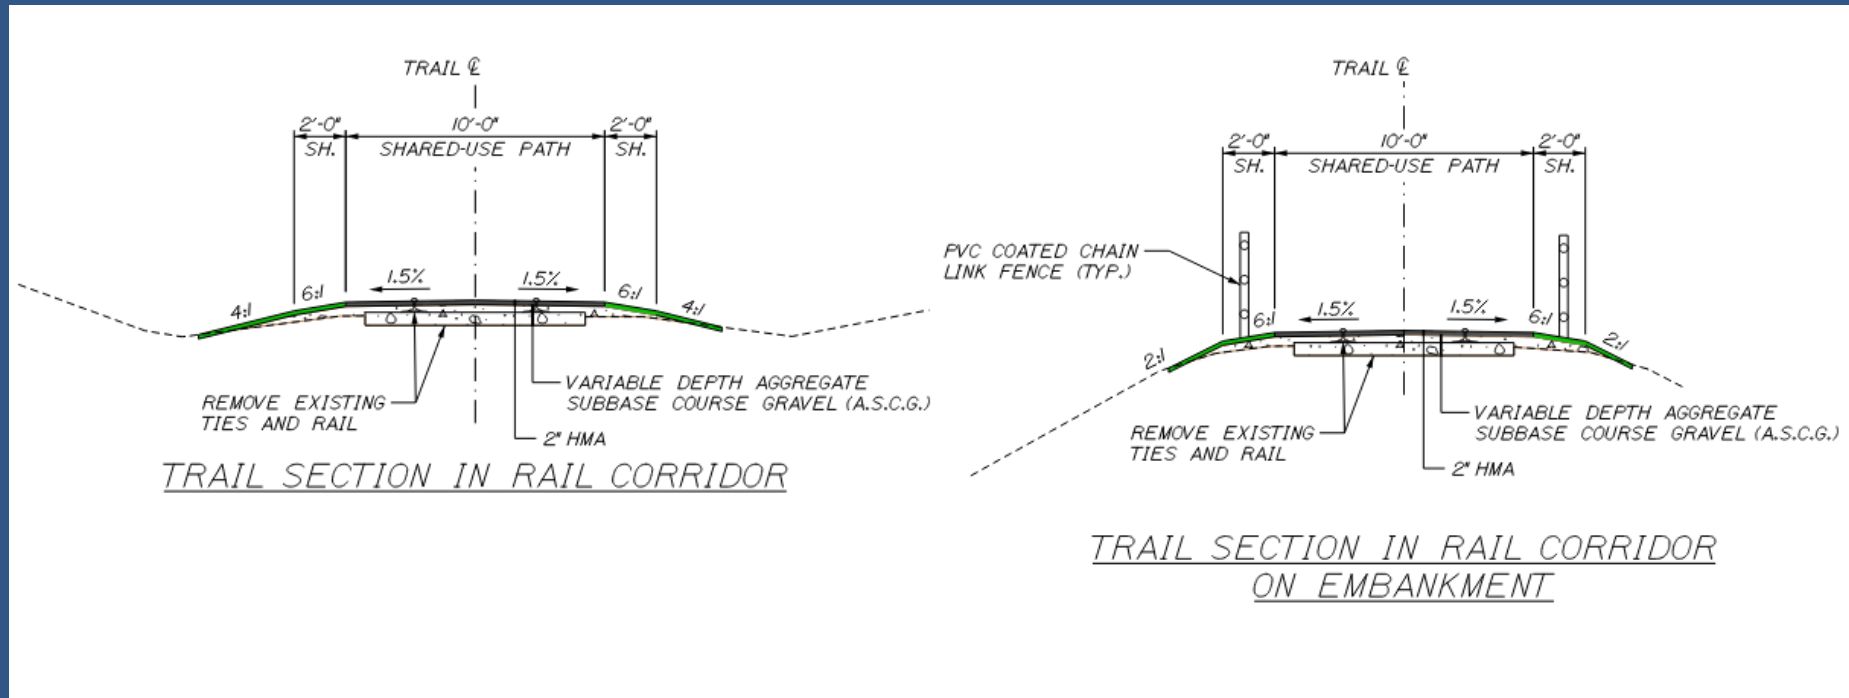 TRAIL ℄
2'-0"
10'-0"
2'-0"
SH.
SHARED-USE PATH
SH.
1.5%
1.5%
6:1
6:1
4:1
4:1
REMOVE EXISTING
TIES AND RAIL
VARIABLE DEPTH AGGREGATE
SUBBASE COURSE GRAVEL (A.S.C.G.)
2" HMA
TRAIL SECTION IN RAIL CORRIDOR
TRAIL ℄
2'-0"
10'-0"
2'-0"
SH.
SHARED-USE PATH
SH.
PVC COATED CHAIN
LINK FENCE (TYP.)
1.5%
1.5%
6:1
6:1
2:1
2:1
REMOVE EXISTING
TIES AND RAIL
VARIABLE DEPTH AGGREGATE
SUBBASE COURSE GRAVEL (A.S.C.G.)
2" HMA
TRAIL SECTION IN RAIL CORRIDOR
ON EMBANKMENT